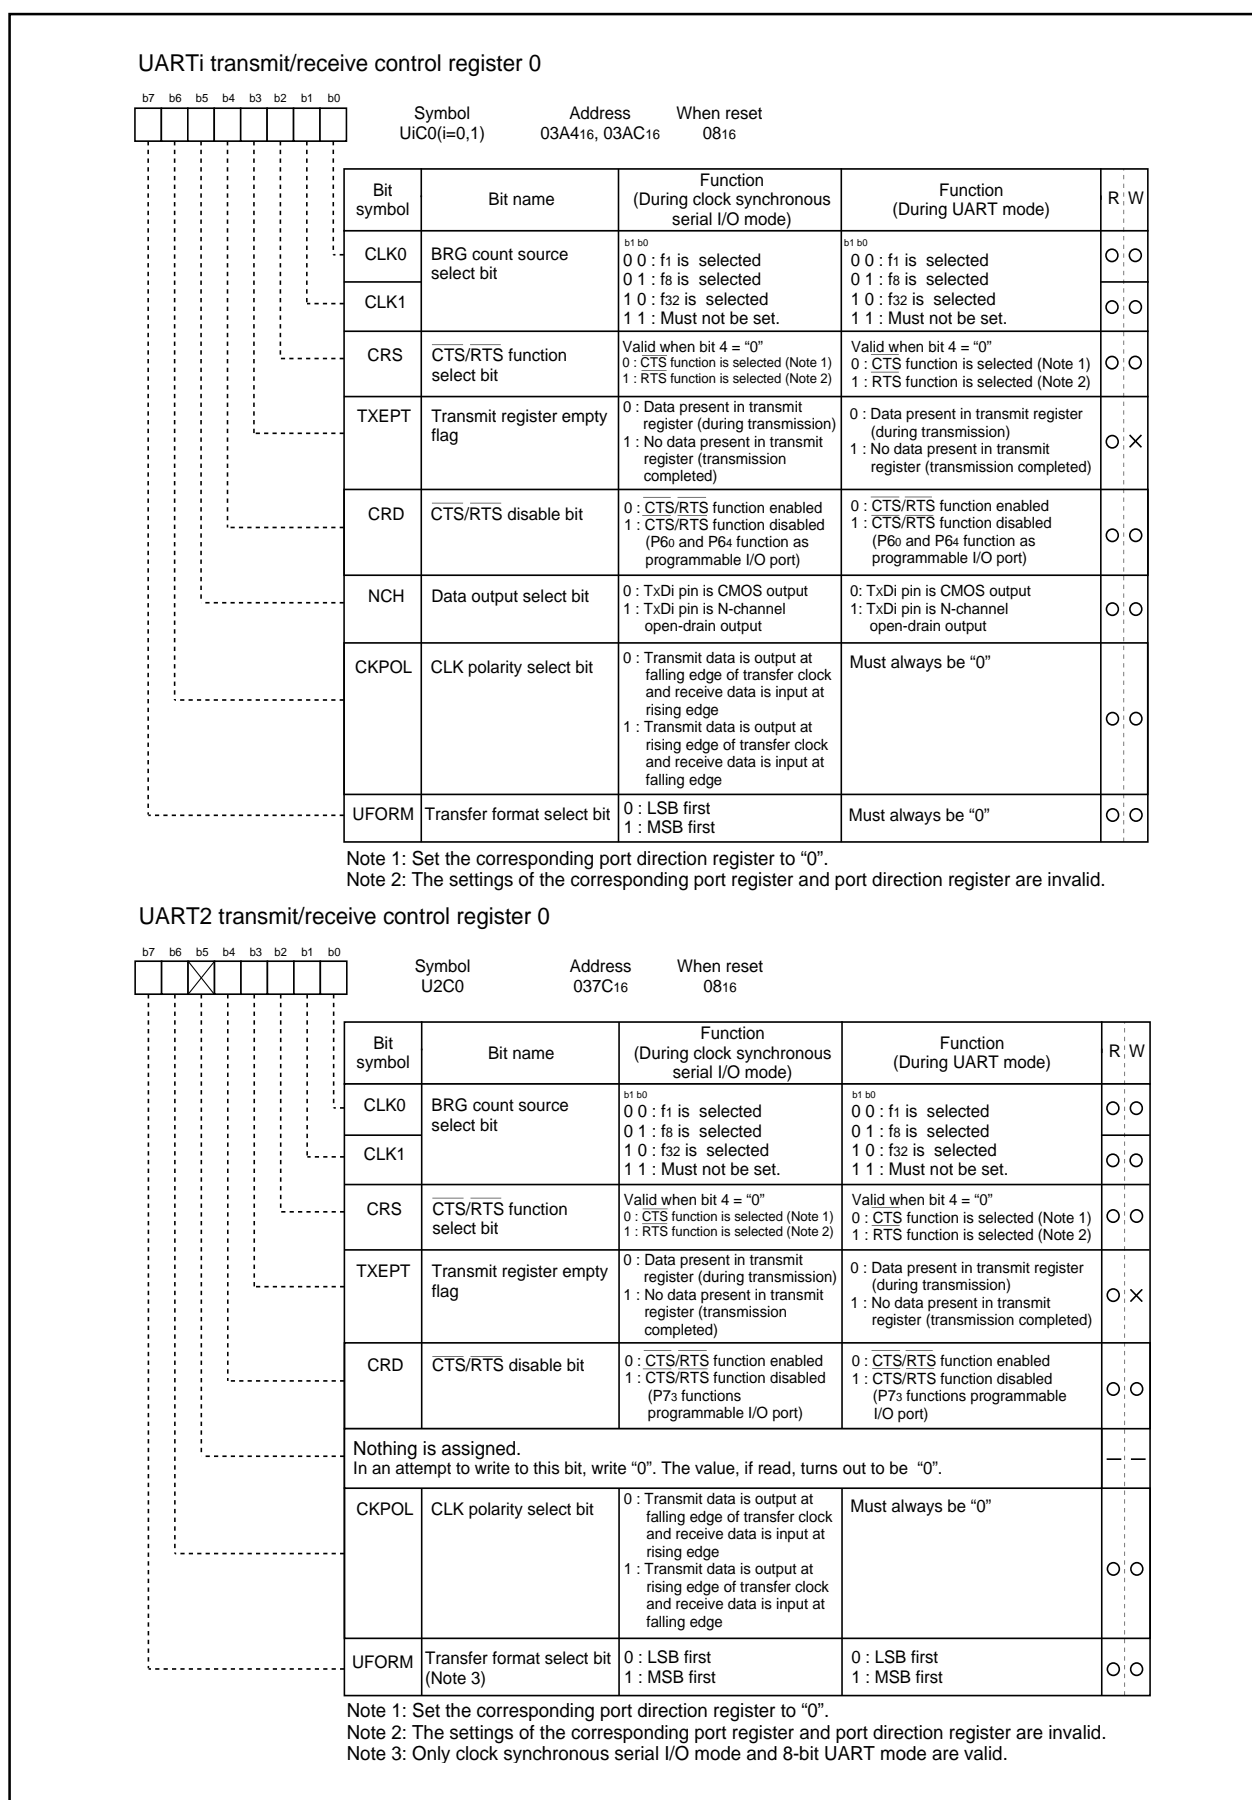 UARTi transmit/receive control register 0
b7 b6 b5 b4 b3 b2 b1 b0
Symbol Address When reset
UiC0(i=0,1) 03A416, 03AC16 0816
Bit symbol Bit name Function (During clock synchronous serial I/O mode) Function (During UART mode) R W
CLK0 BRG count source select bit
b1 b0
0 0 : f1 is selected
0 1 : f8 is selected
1 0 : f32 is selected
1 1 : Must not be set.
b1 b0
0 0 : f1 is selected
0 1 : f8 is selected
1 0 : f32 is selected
1 1 : Must not be set.
CLK1
CRS CTS/RTS function select bit
Valid when bit 4 = “0”
0 : CTS function is selected (Note 1)
1 : RTS function is selected (Note 2)
Valid when bit 4 = “0”
0 : CTS function is selected (Note 1)
1 : RTS function is selected (Note 2)
TXEPT Transmit register empty flag
0 : Data present in transmit
register (during transmission)
1 : No data present in transmit
register (transmission
completed)
0 : Data present in transmit register
(during transmission)
1 : No data present in transmit
register (transmission completed)
CRD CTS/RTS disable bit
0 : CTS/RTS function enabled
1 : CTS/RTS function disabled
(P60 and P64 function as
programmable I/O port)
0 : CTS/RTS function enabled
1 : CTS/RTS function disabled
(P60 and P64 function as
programmable I/O port)
NCH Data output select bit
0 : TXDi pin is CMOS output
1 : TXDi pin is N-channel
open-drain output
0: TXDi pin is CMOS output
1: TXDi pin is N-channel
open-drain output
CKPOL CLK polarity select bit
0 : Transmit data is output at
falling edge of transfer clock
and receive data is input at
rising edge
1 : Transmit data is output at
rising edge of transfer clock
and receive data is input at
falling edge
Must always be “0”
UFORM Transfer format select bit
0 : LSB first
1 : MSB first
Must always be “0”
Note 1: Set the corresponding port direction register to “0”.
Note 2: The settings of the corresponding port register and port direction register are invalid.
UART2 transmit/receive control register 0
b7 b6 b5 b4 b3 b2 b1 b0
Symbol Address When reset
U2C0 037C16 0816
Bit symbol Bit name Function (During clock synchronous serial I/O mode) Function (During UART mode) R W
CLK0 BRG count source select bit
b1 b0
0 0 : f1 is selected
0 1 : f8 is selected
1 0 : f32 is selected
1 1 : Must not be set.
b1 b0
0 0 : f1 is selected
0 1 : f8 is selected
1 0 : f32 is selected
1 1 : Must not be set.
CLK1
CRS CTS/RTS function select bit
Valid when bit 4 = “0”
0 : CTS function is selected (Note 1)
1 : RTS function is selected (Note 2)
Valid when bit 4 = “0”
0 : CTS function is selected (Note 1)
1 : RTS function is selected (Note 2)
TXEPT Transmit register empty flag
0 : Data present in transmit
register (during transmission)
1 : No data present in transmit
register (transmission
completed)
0 : Data present in transmit register
(during transmission)
1 : No data present in transmit
register (transmission completed)
CRD CTS/RTS disable bit
0 : CTS/RTS function enabled
1 : CTS/RTS function disabled
(P73 functions
programmable I/O port)
0 : CTS/RTS function enabled
1 : CTS/RTS function disabled
(P73 functions programmable
I/O port)
Nothing is assigned.
In an attempt to write to this bit, write “0”. The value, if read, turns out to be “0”.
CKPOL CLK polarity select bit
0 : Transmit data is output at
falling edge of transfer clock
and receive data is input at
rising edge
1 : Transmit data is output at
rising edge of transfer clock
and receive data is input at
falling edge
Must always be “0”
UFORM Transfer format select bit (Note 3)
0 : LSB first
1 : MSB first
0 : LSB first
1 : MSB first
Note 1: Set the corresponding port direction register to “0”.
Note 2: The settings of the corresponding port register and port direction register are invalid.
Note 3: Only clock synchronous serial I/O mode and 8-bit UART mode are valid.